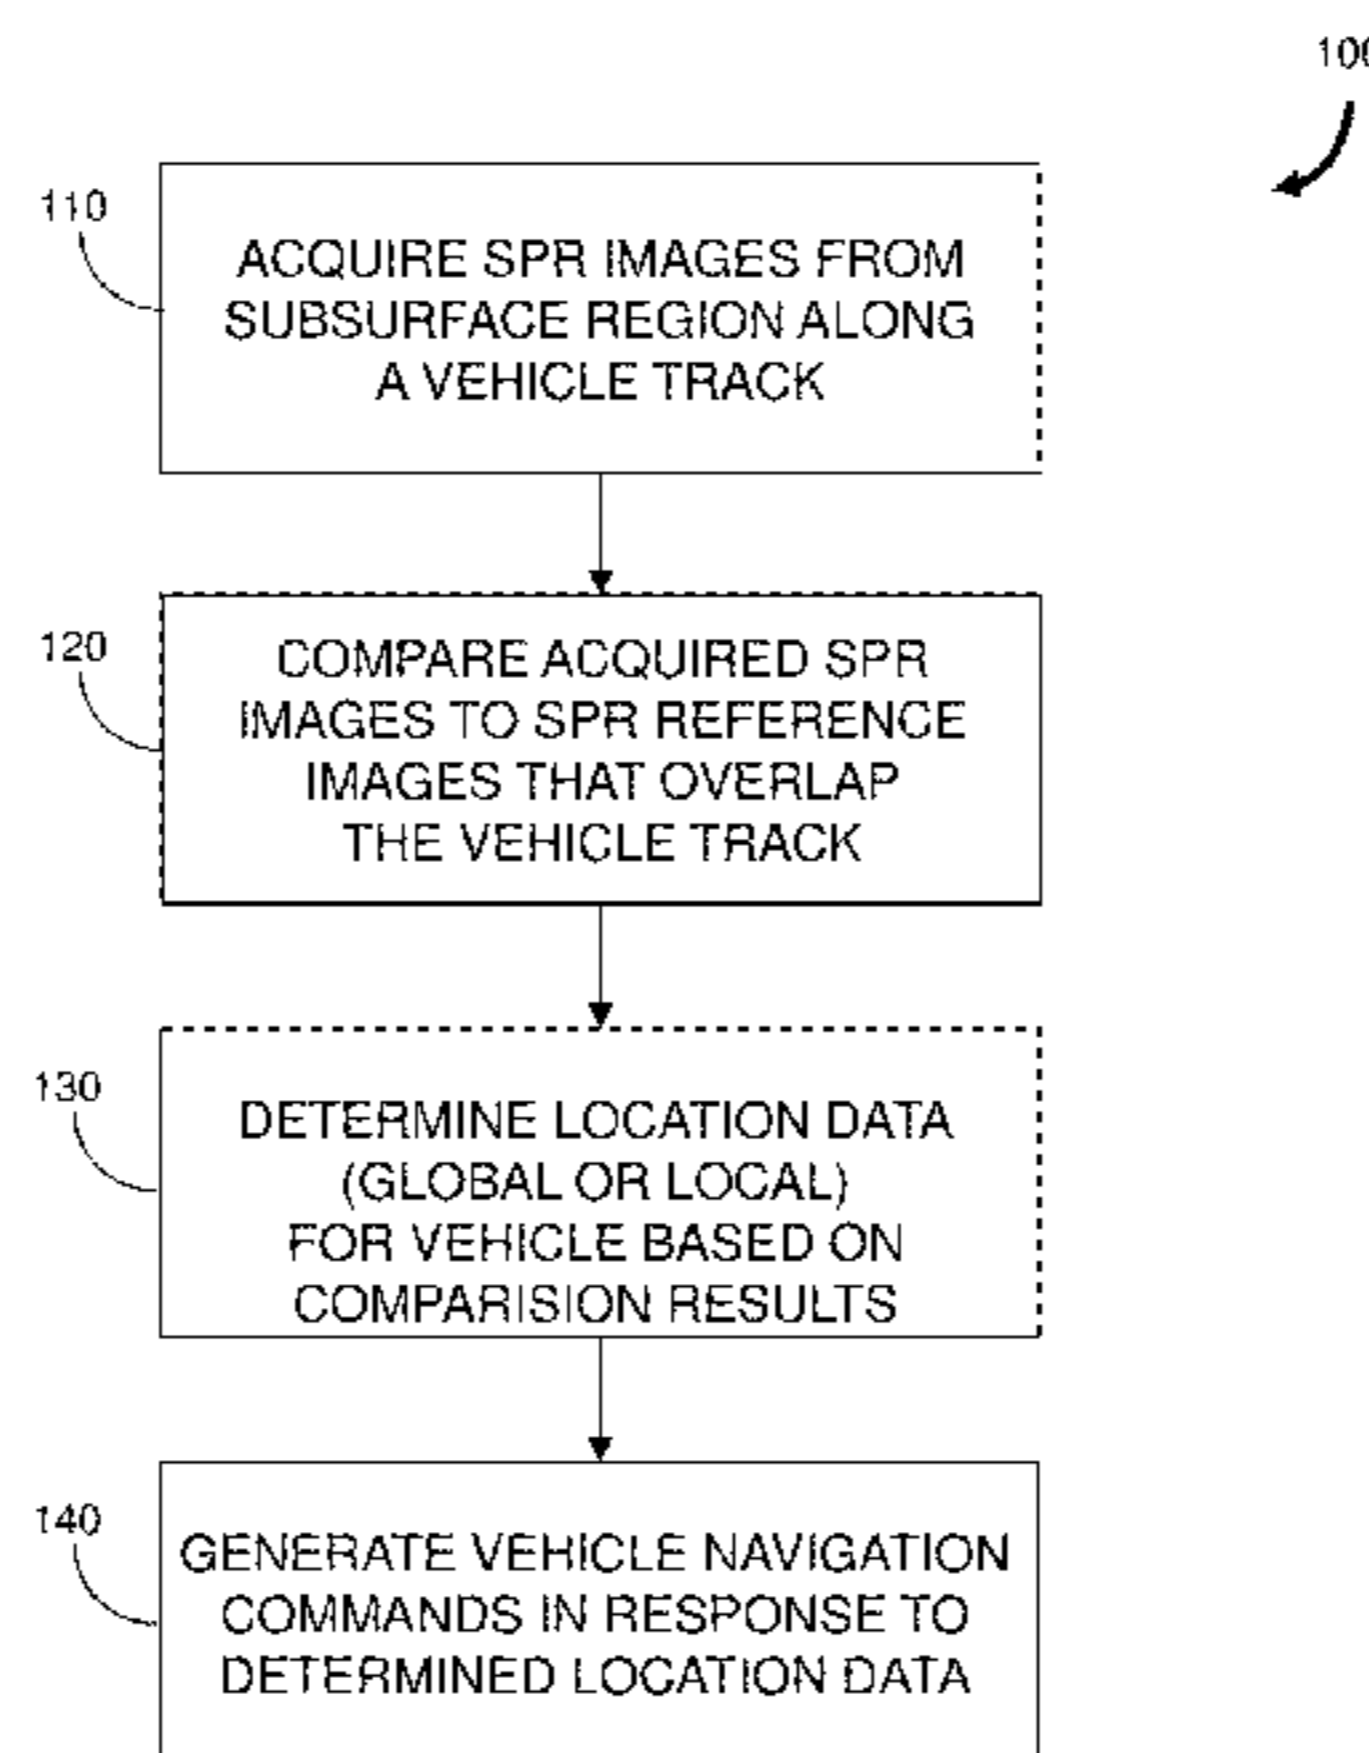 100
110
ACQUIRE SPR IMAGES FROM
SUBSURFACE REGION ALONG
A VEHICLE TRACK
120
COMPARE ACQUIRED SPR
IMAGES TO SPR REFERENCE
IMAGES THAT OVERLAP
THE VEHICLE TRACK
130
DETERMINE LOCATION DATA
(GLOBAL OR LOCAL)
FOR VEHICLE BASED ON
COMPARISION RESULTS
140
GENERATE VEHICLE NAVIGATION
COMMANDS IN RESPONSE TO
DETERMINED LOCATION DATA